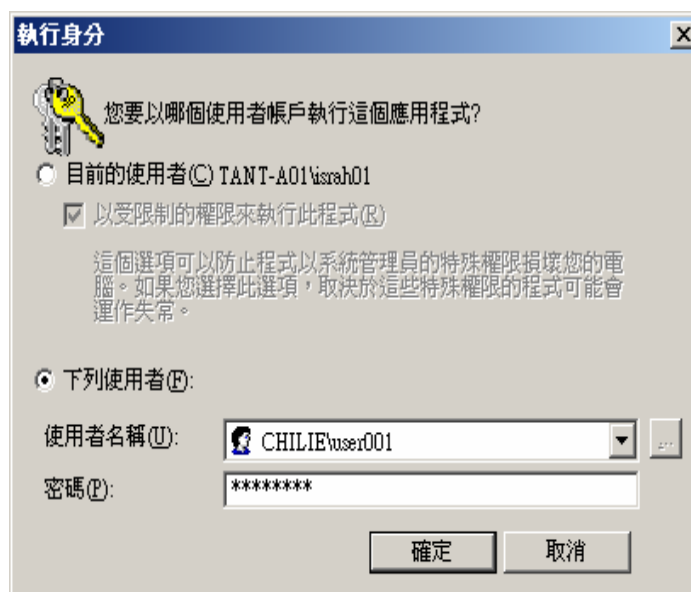 執行身分
您要以哪個使用者帳戶執行這個應用程式?
目前的使用者(C) TANT-A01\israh01
以受限制的權限來執行此程式(R)
這個選項可以防止程式以系統管理員的特殊權限損壞您的電
腦。如果您選擇此選項，取決於這些特殊權限的程式可能會
運作失常。
下列使用者(F):
使用者名稱(U):
CHILIE\user001
...
密碼(P):
********
確定
取消